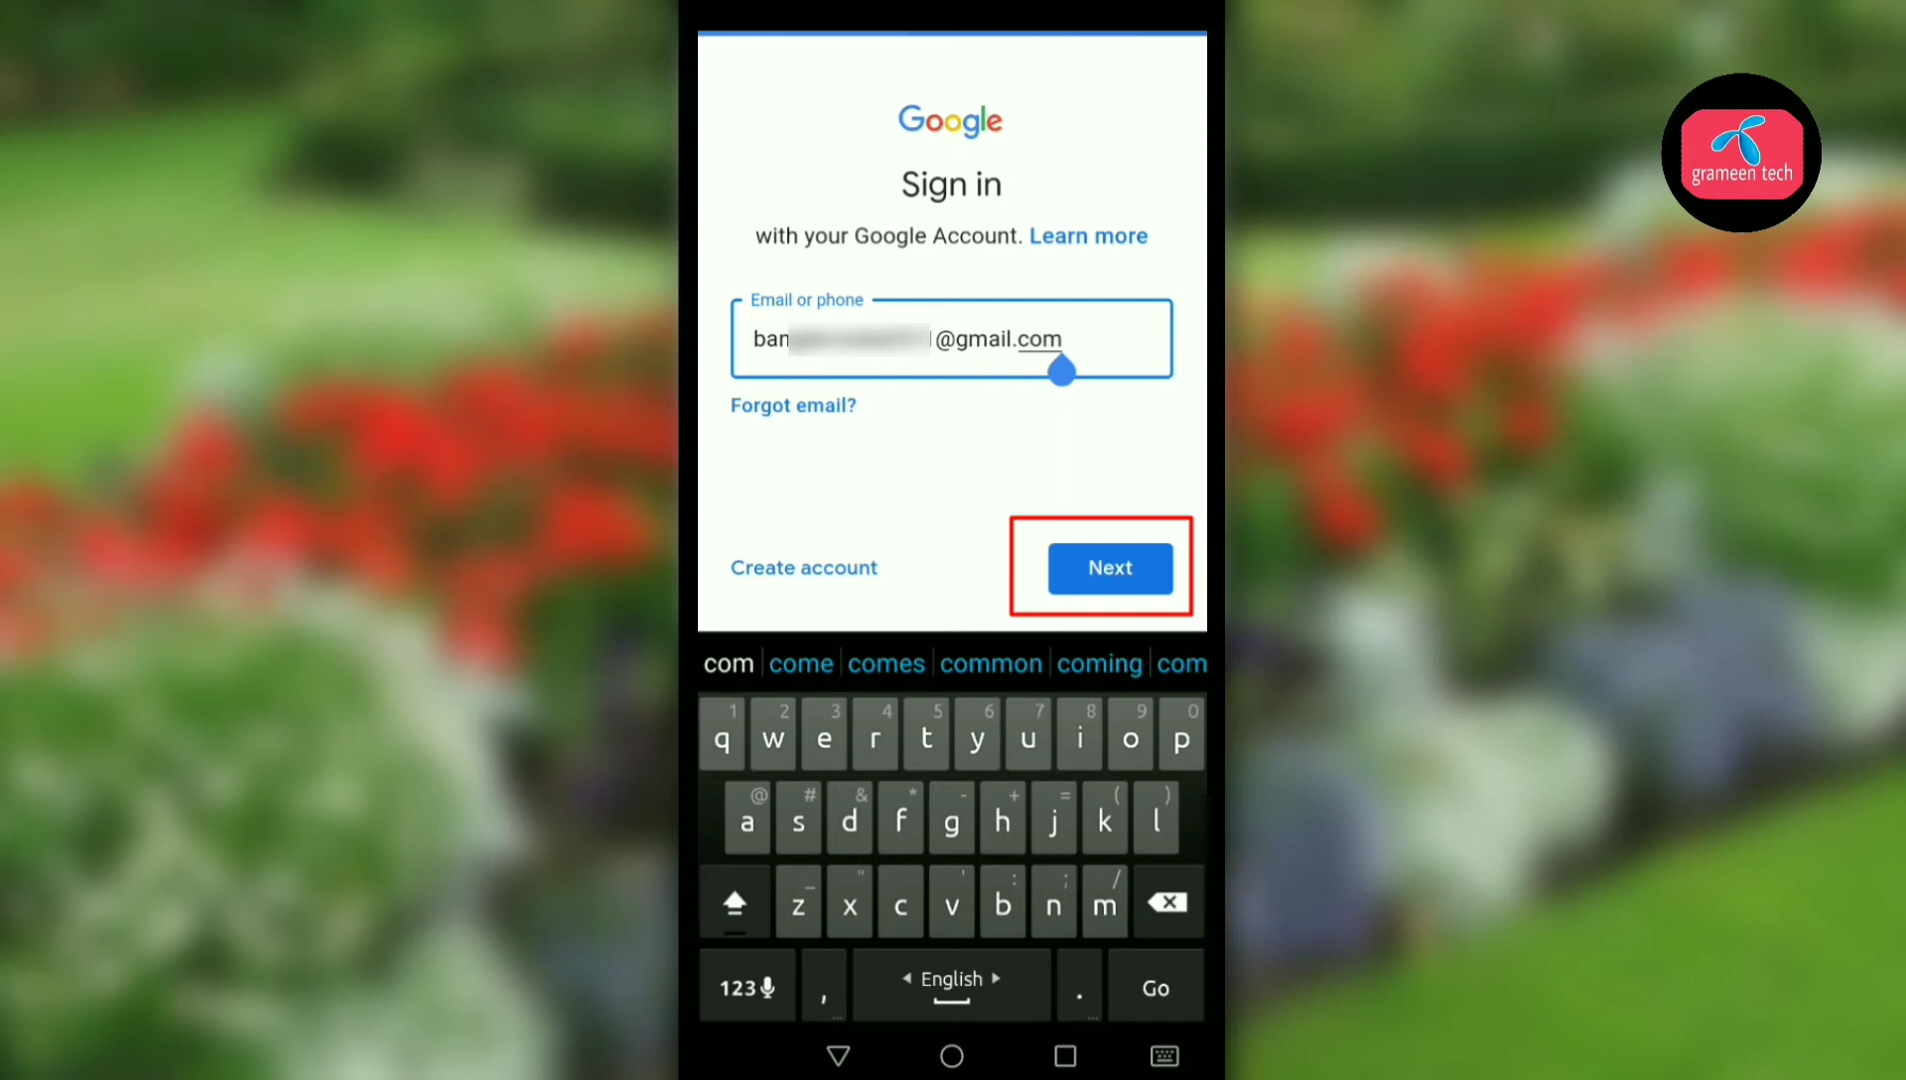 Google
Sign in
with your Google Account. Learn more
Email or phone
ban @gmail.com
Forgot email?
Create account
Next
com come comes common coming com
1 2 3 4 5 6 7 8 9 0
q w e r t y u i o p
@ # & * - + = ( )
a s d f g h j k l
_ " ' : ; /
z x c v b n m
123 , English . Go
grameen tech